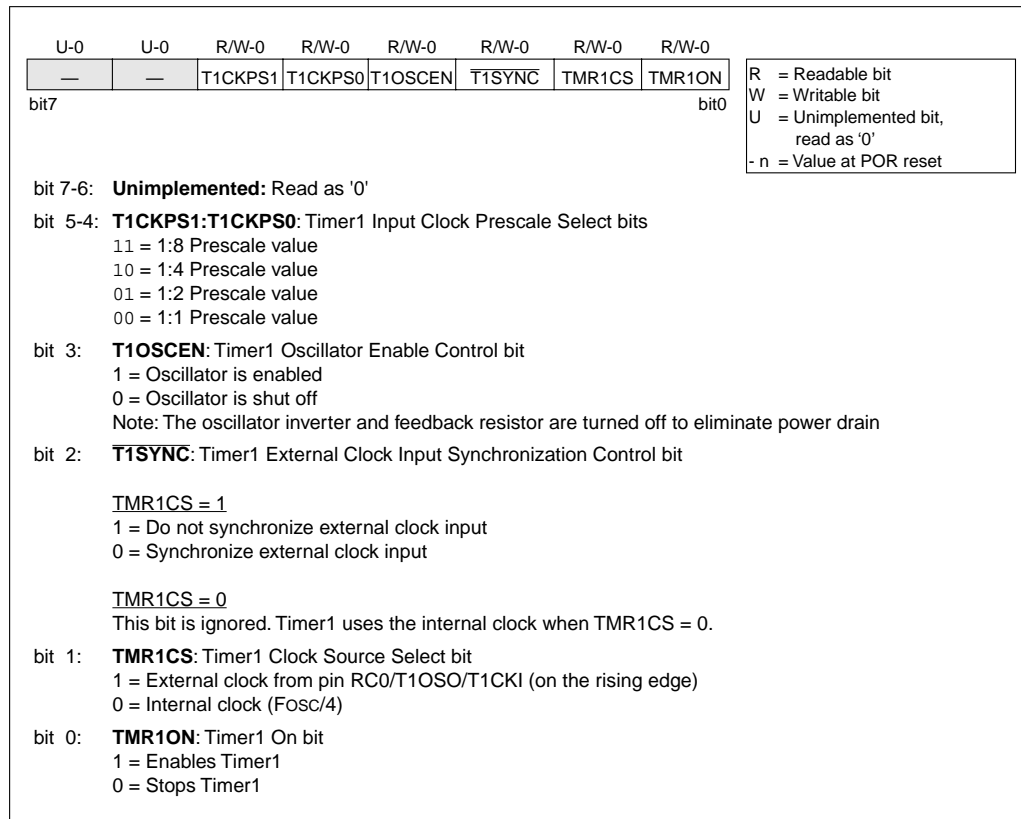 U-0 U-0 R/W-0 R/W-0 R/W-0 R/W-0 R/W-0 R/W-0
— — T1CKPS1 T1CKPS0 T1OSCEN T1SYNC TMR1CS TMR1ON
bit7 bit0
R = Readable bit
W = Writable bit
U = Unimplemented bit,
read as ‘0’
- n = Value at POR reset
bit 7-6: Unimplemented: Read as '0'
bit 5-4: T1CKPS1:T1CKPS0: Timer1 Input Clock Prescale Select bits
11 = 1:8 Prescale value
10 = 1:4 Prescale value
01 = 1:2 Prescale value
00 = 1:1 Prescale value
bit 3: T1OSCEN: Timer1 Oscillator Enable Control bit
1 = Oscillator is enabled
0 = Oscillator is shut off
Note: The oscillator inverter and feedback resistor are turned off to eliminate power drain
bit 2: T1SYNC: Timer1 External Clock Input Synchronization Control bit
TMR1CS = 1
1 = Do not synchronize external clock input
0 = Synchronize external clock input
TMR1CS = 0
This bit is ignored. Timer1 uses the internal clock when TMR1CS = 0.
bit 1: TMR1CS: Timer1 Clock Source Select bit
1 = External clock from pin RC0/T1OSO/T1CKI (on the rising edge)
0 = Internal clock (FOSC/4)
bit 0: TMR1ON: Timer1 On bit
1 = Enables Timer1
0 = Stops Timer1